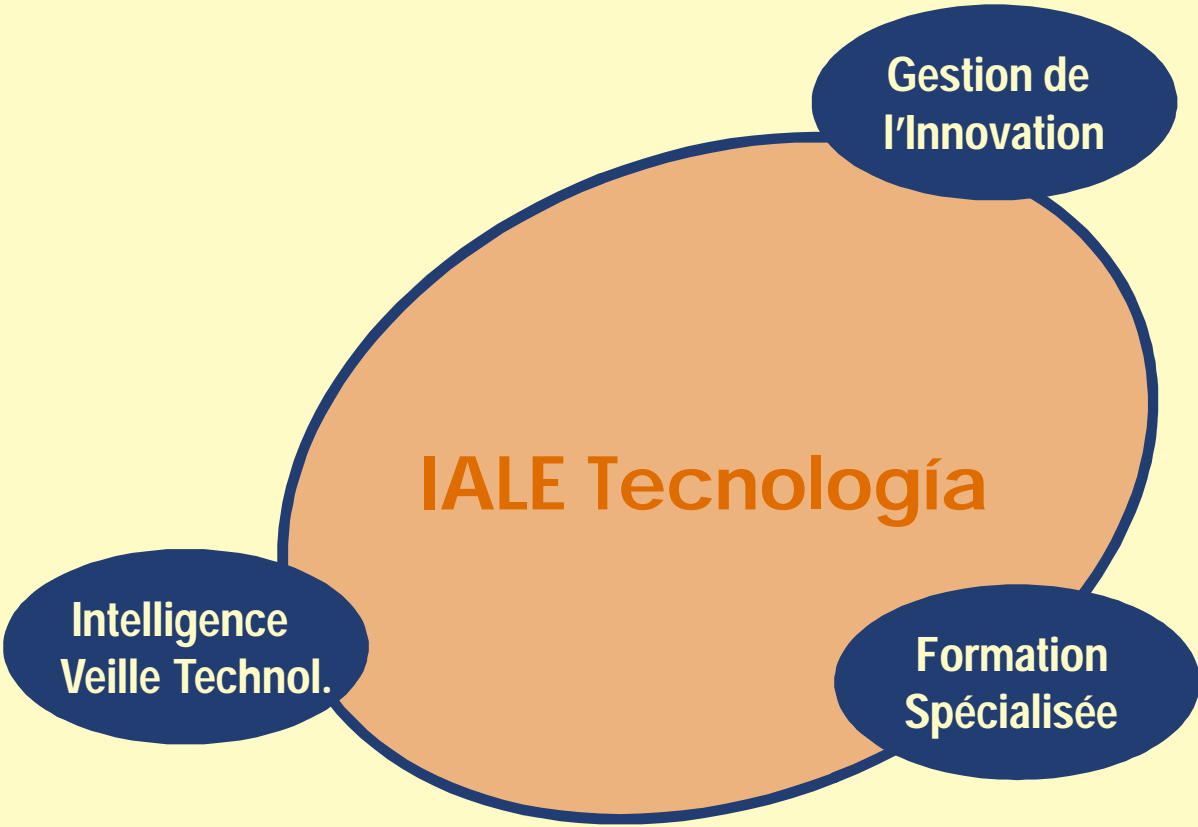 Gestion de
l'Innovation
IALE Tecnología
Intelligence
Veille Technol.
Formation
Spécialisée